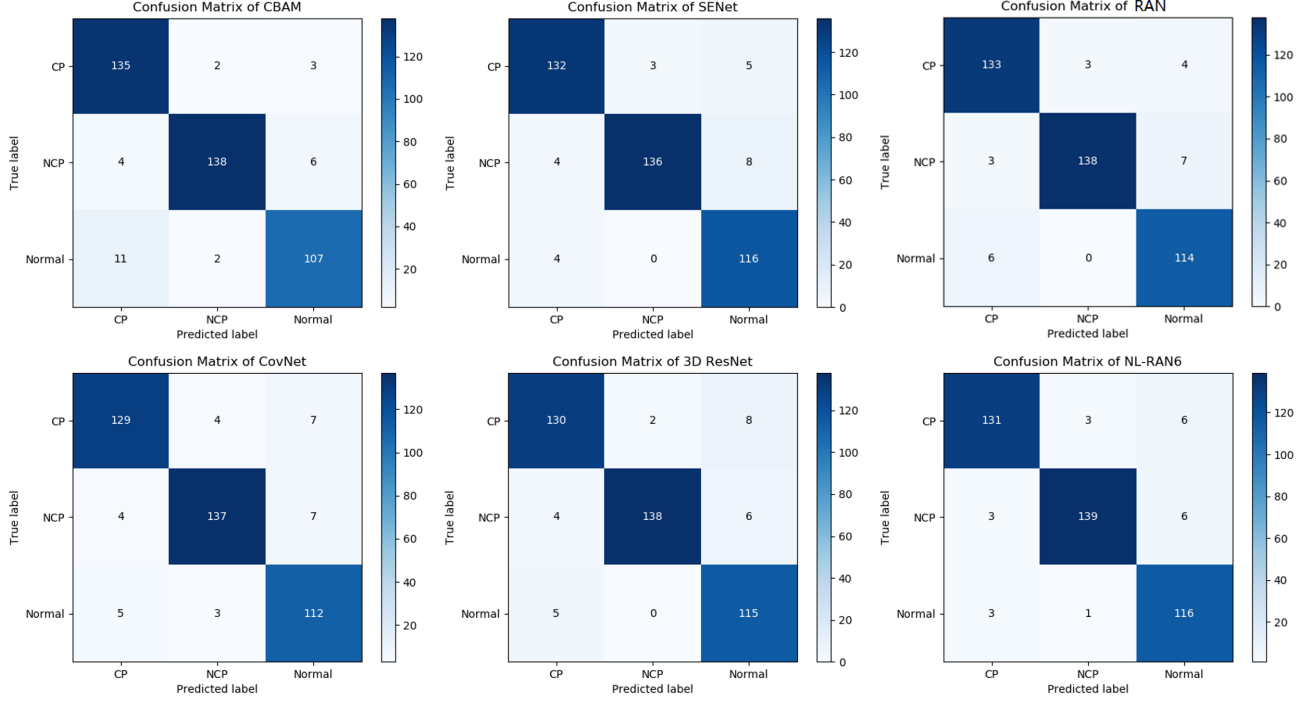 Confusion Matrix of CBAM
CP
135
2
3
NCP
4
138
6
Normal
11
2
107
CP
NCP
Normal
True label
Predicted label
120
100
80
60
40
20
Confusion Matrix of SENet
CP
132
3
5
NCP
4
136
8
Normal
4
0
116
CP
NCP
Normal
True label
Predicted label
120
100
80
60
40
20
0
Confusion Matrix of RAN
CP
133
3
4
NCP
3
138
7
Normal
6
0
114
CP
NCP
Normal
True label
Predicted label
120
100
80
60
40
20
0
Confusion Matrix of CovNet
CP
129
4
7
NCP
4
137
7
Normal
5
3
112
CP
NCP
Normal
True label
Predicted label
120
100
80
60
40
20
Confusion Matrix of 3D ResNet
CP
130
2
8
NCP
4
138
6
Normal
5
0
115
CP
NCP
Normal
True label
Predicted label
120
100
80
60
40
20
0
Confusion Matrix of NL-RAN6
CP
131
3
6
NCP
3
139
6
Normal
3
1
116
CP
NCP
Normal
True label
Predicted label
120
100
80
60
40
20